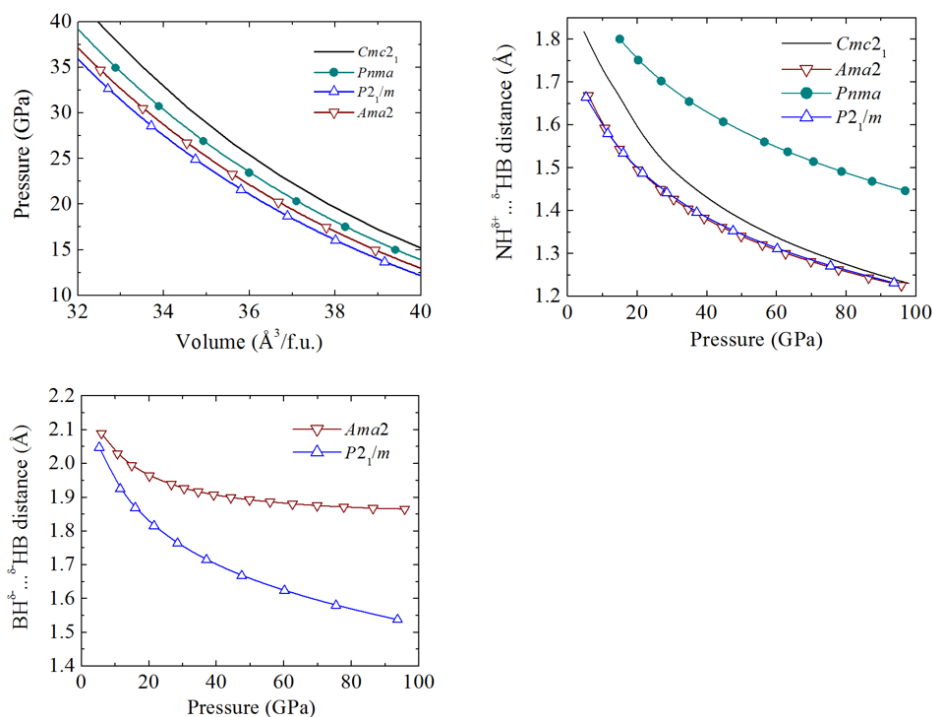 Pressure (GPa)
40
35
30
25
20
15
10
Cmc2₁
Pnma
P2₁/m
Ama2
32 34 36 38 40
Volume (Å³/f.u.)
NHᵟ⁺...ᵟ⁻HB distance (Å)
1.8
1.7
1.6
1.5
1.4
1.3
1.2
Cmc2₁
Ama2
Pnma
P2₁/m
0 20 40 60 80 100
Pressure (GPa)
BHᵟ⁻...ᵟ⁻HB distance (Å)
2.2
2.1
2.0
1.9
1.8
1.7
1.6
1.5
1.4
Ama2
P2₁/m
0 20 40 60 80 100
Pressure (GPa)